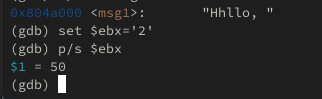 0x804a000 <msg1>:        "Hhllo, "
(gdb) set $ebx='2'
(gdb) p/s $ebx
$1 = 50
(gdb)